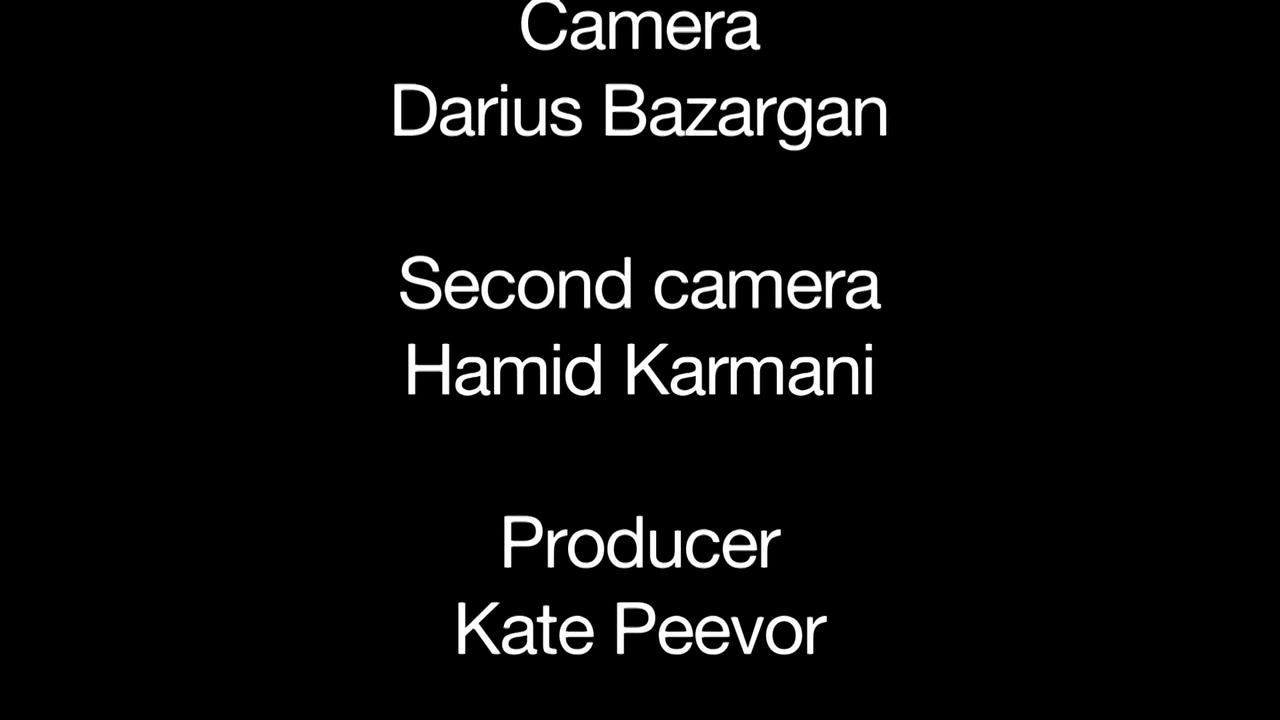 Camera
Darius Bazargan
Second camera
Hamid Karmani
Producer
Kate Peevor